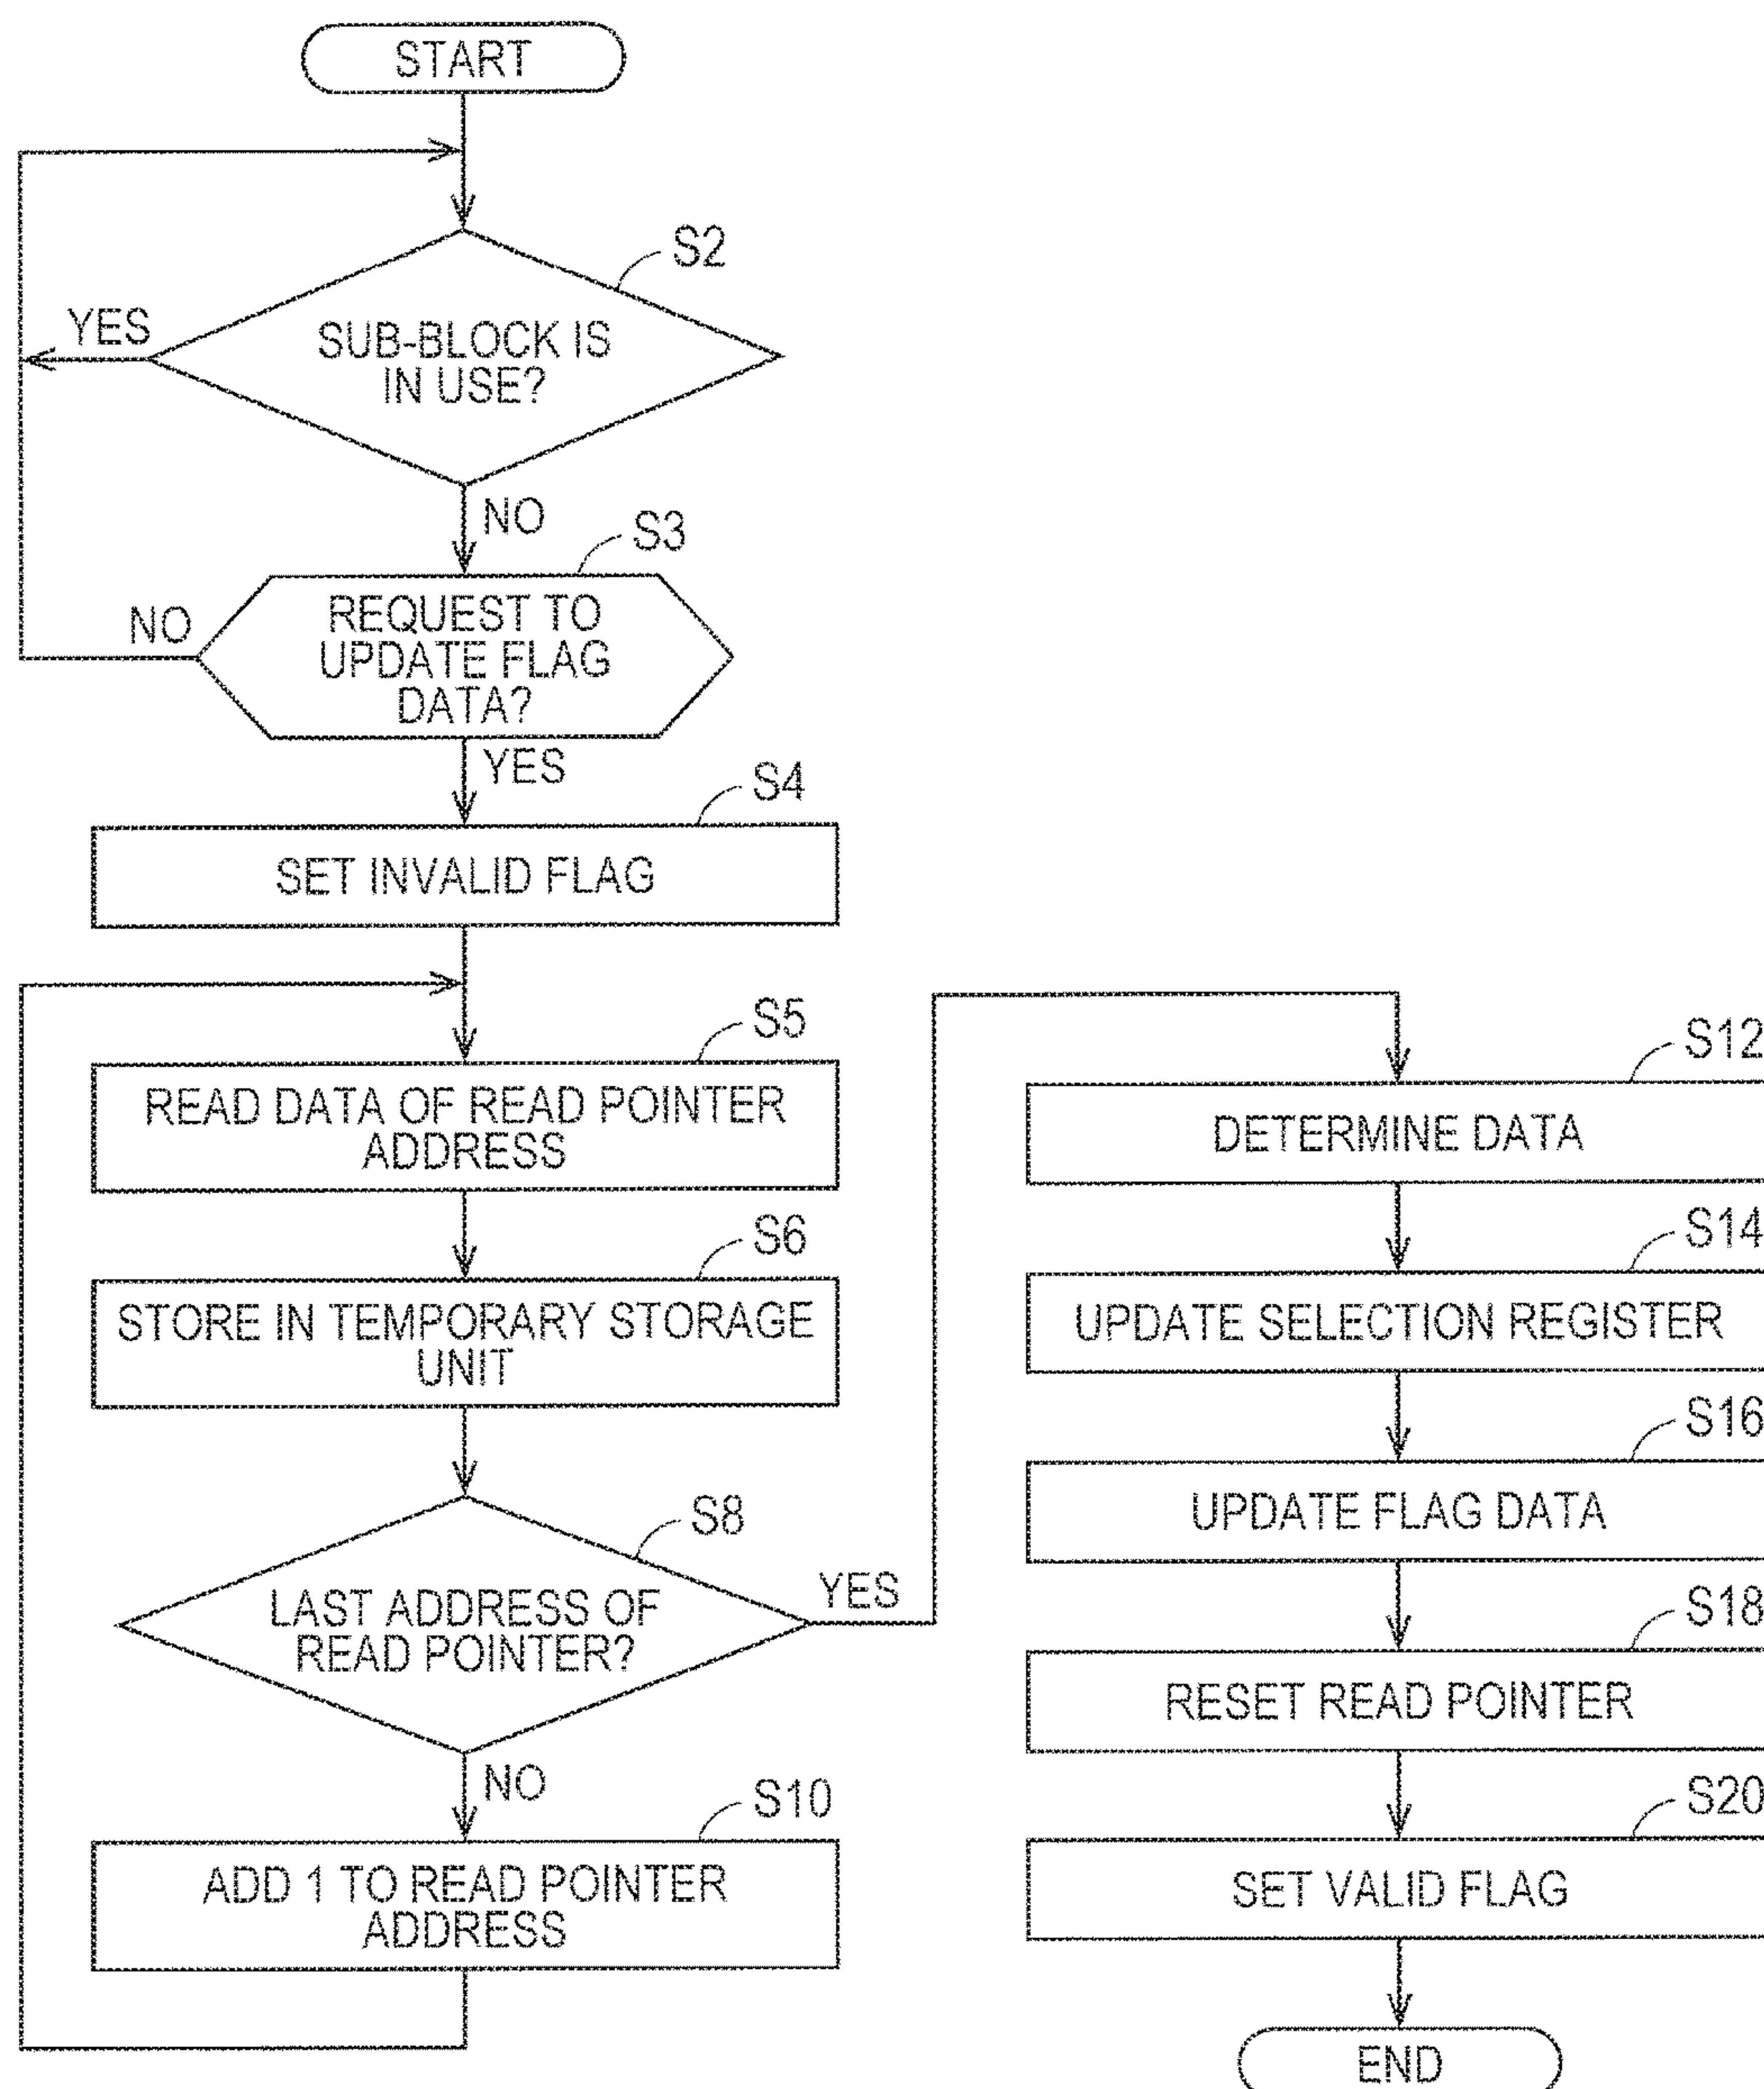 START
S2
YES
SUB-BLOCK IS
IN USE?
NO
S3
NO
REQUEST TO
UPDATE FLAG
DATA?
YES
S4
SET INVALID FLAG
S5
READ DATA OF READ POINTER
ADDRESS
S6
STORE IN TEMPORARY STORAGE
UNIT
S8
LAST ADDRESS OF
READ POINTER?
YES
NO
S10
ADD 1 TO READ POINTER
ADDRESS
S12
DETERMINE DATA
S14
UPDATE SELECTION REGISTER
S16
UPDATE FLAG DATA
S18
RESET READ POINTER
S20
SET VALID FLAG
END